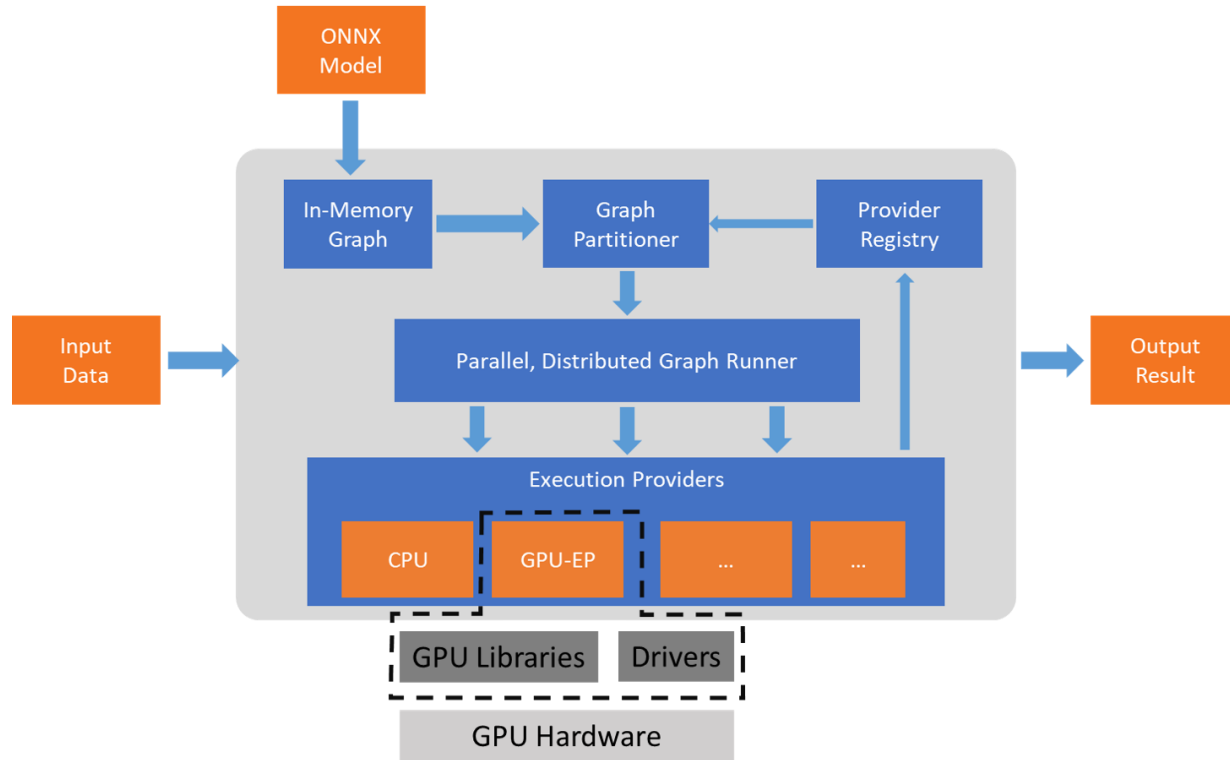 ONNX
Model
In-Memory
Graph
Graph
Partitioner
Provider
Registry
Input
Data
Parallel, Distributed Graph Runner
Output
Result
Execution Providers
CPU
GPU-EP
...
...
GPU Libraries
Drivers
GPU Hardware